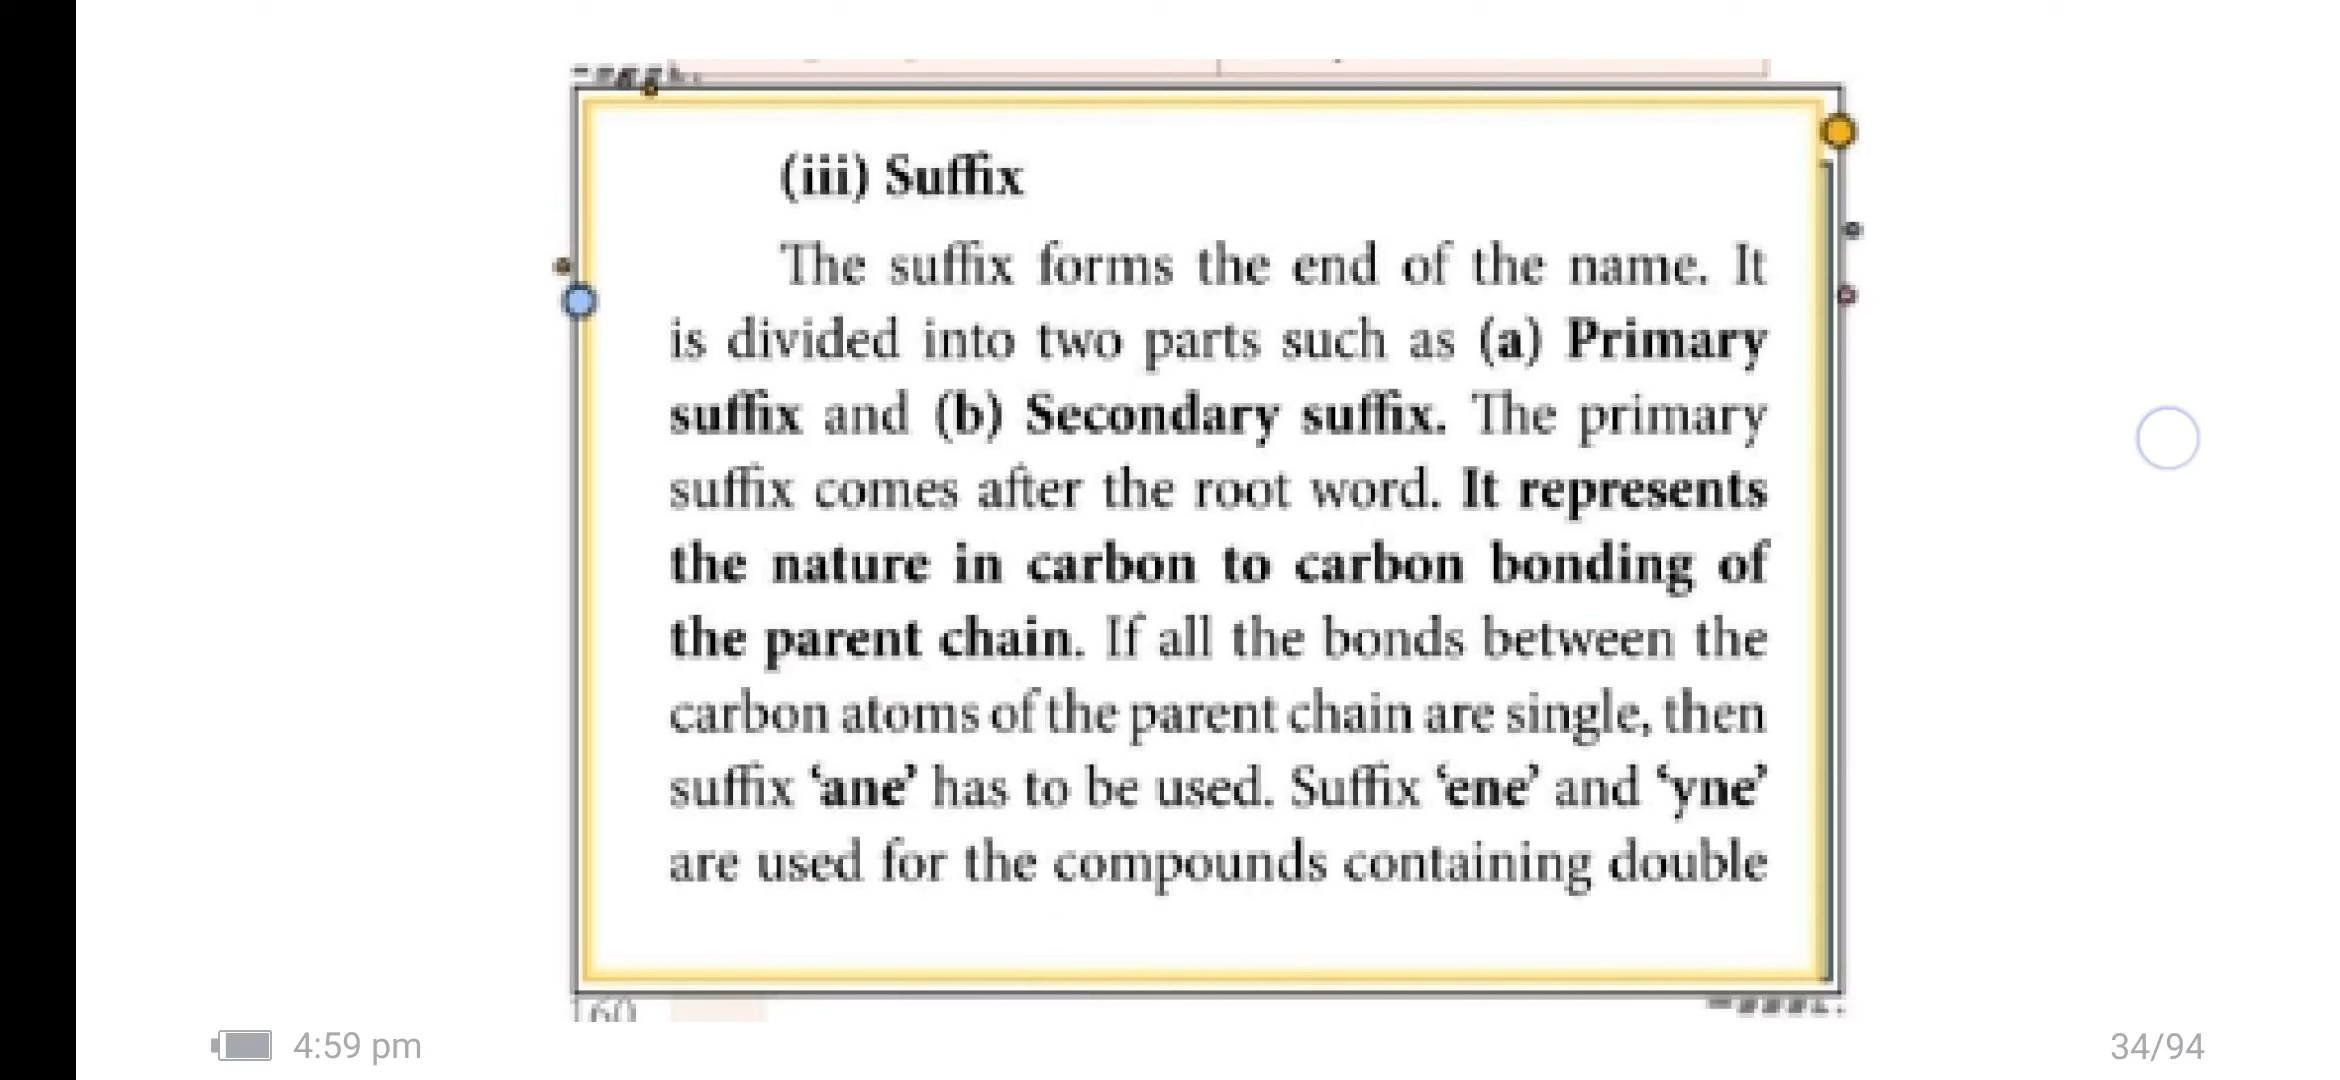 (iii) Suffix
The suffix forms the end of the name. It
is divided into two parts such as (a) Primary
suffix and (b) Secondary suffix. The primary
suffix comes after the root word. It represents
the nature in carbon to carbon bonding of
the parent chain. If all the bonds between the
carbon atoms of the parent chain are single, then
suffix ‘ane’ has to be used. Suffix ‘ene’ and ‘yne’
are used for the compounds containing double
4:59 pm
34/94